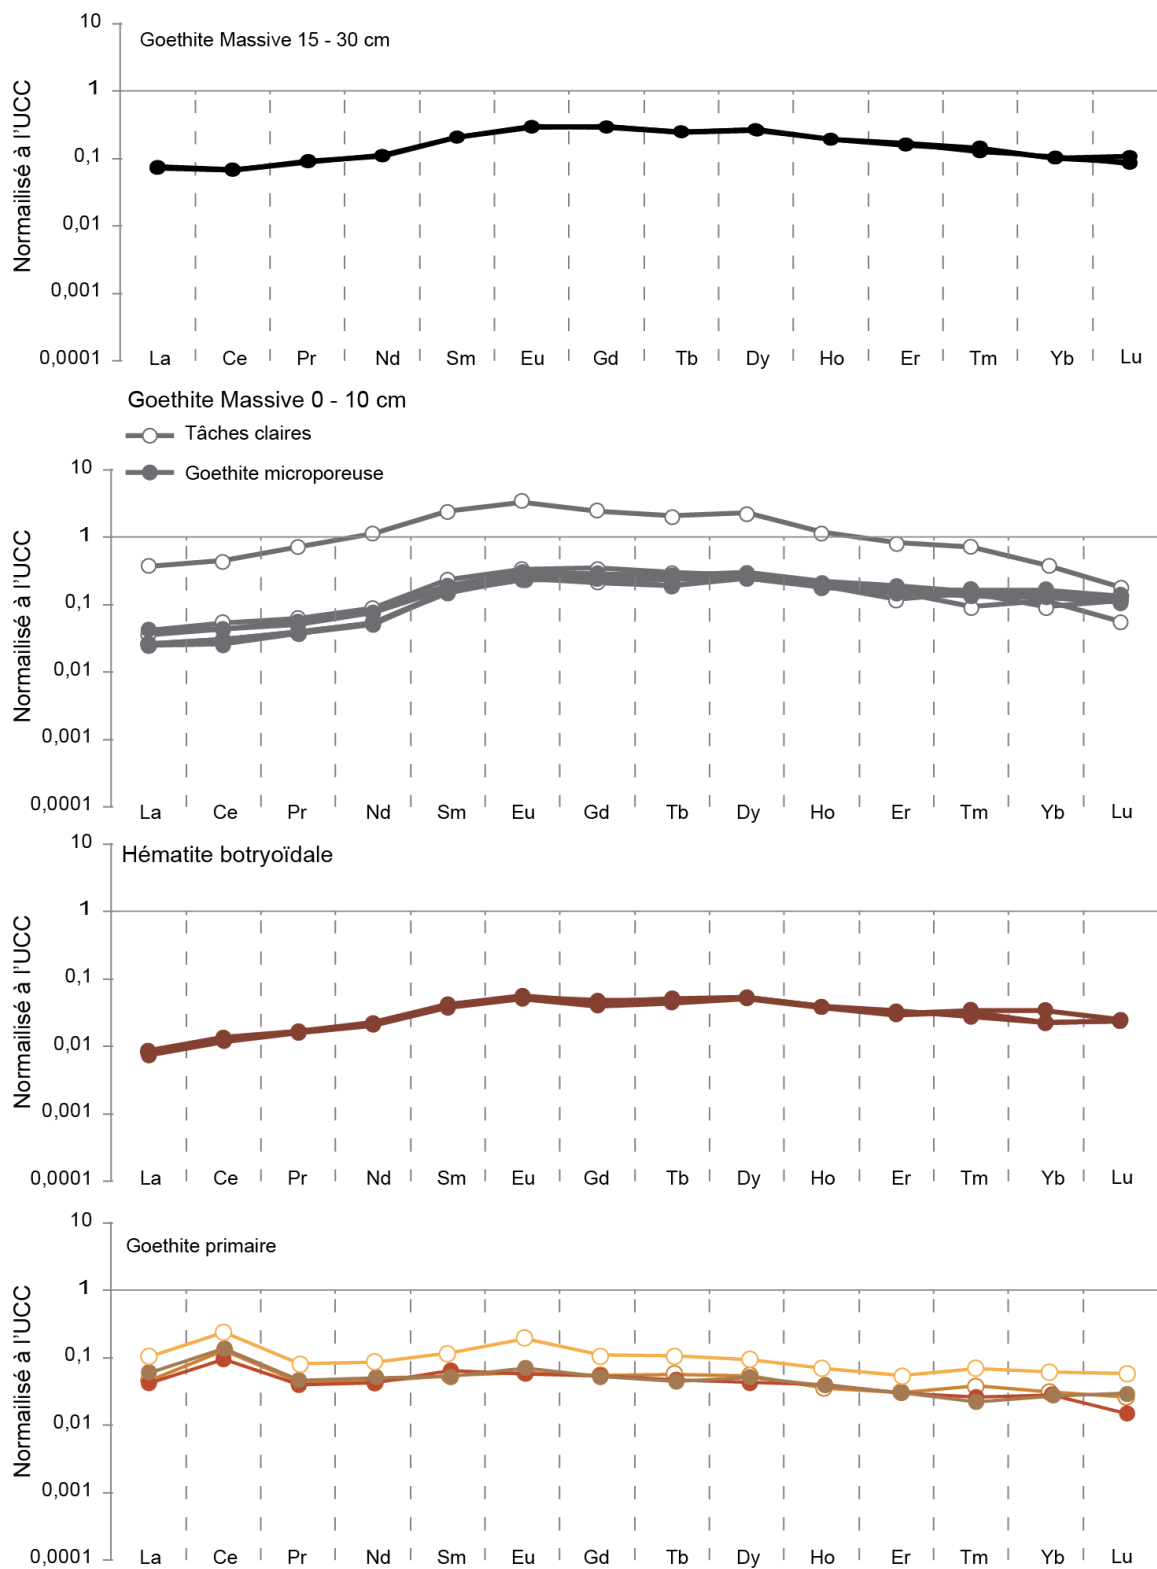 10
Goethite Massive 15 - 30 cm
1
0,1
0,01
0,001
0,0001
Normailisé à l'UCC
La Ce Pr Nd Sm Eu Gd Tb Dy Ho Er Tm Yb Lu
Goethite Massive 0 - 10 cm
Tâches claires
Goethite microporeuse
10
1
0,1
0,01
0,001
0,0001
Normailisé à l'UCC
La Ce Pr Nd Sm Eu Gd Tb Dy Ho Er Tm Yb Lu
10
Hématite botryoïdale
1
0,1
0,01
0,001
0,0001
Normailisé à l'UCC
La Ce Pr Nd Sm Eu Gd Tb Dy Ho Er Tm Yb Lu
10
Goethite primaire
1
0,1
0,01
0,001
0,0001
Normailisé à l'UCC
La Ce Pr Nd Sm Eu Gd Tb Dy Ho Er Tm Yb Lu